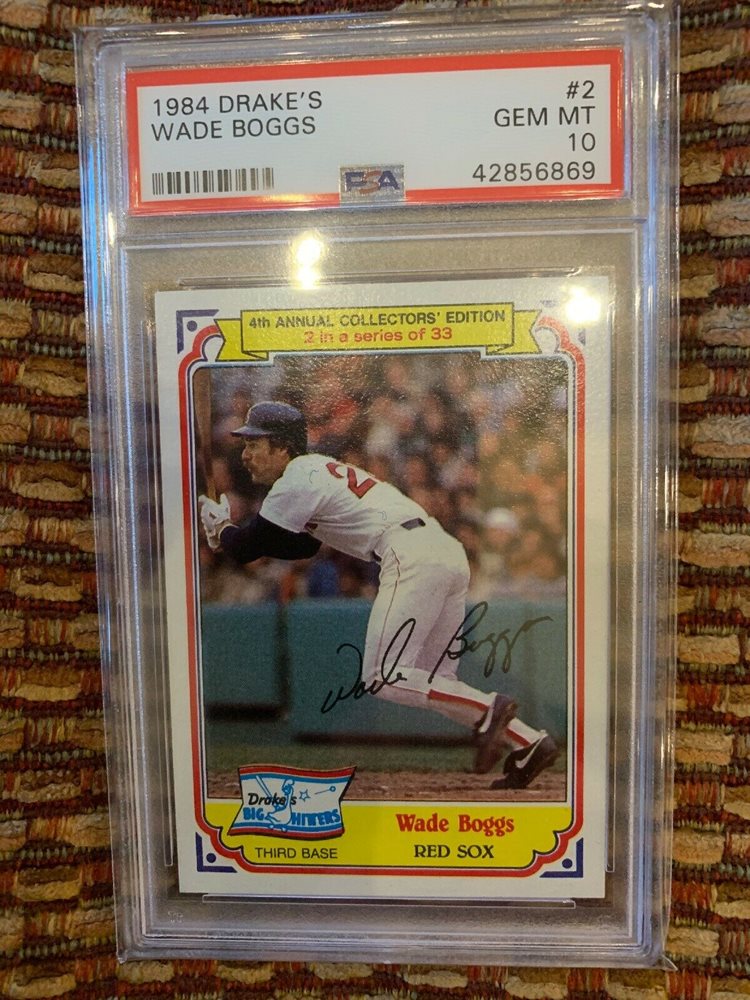 1984 DRAKE'S #2
WADE BOGGS GEM MT
10
PSA 42856869
4th ANNUAL COLLECTORS' EDITION
2 in a series of 33
2
Wade Boggs
Drake's
BIG HITTERS
Wade Boggs
THIRD BASE RED SOX